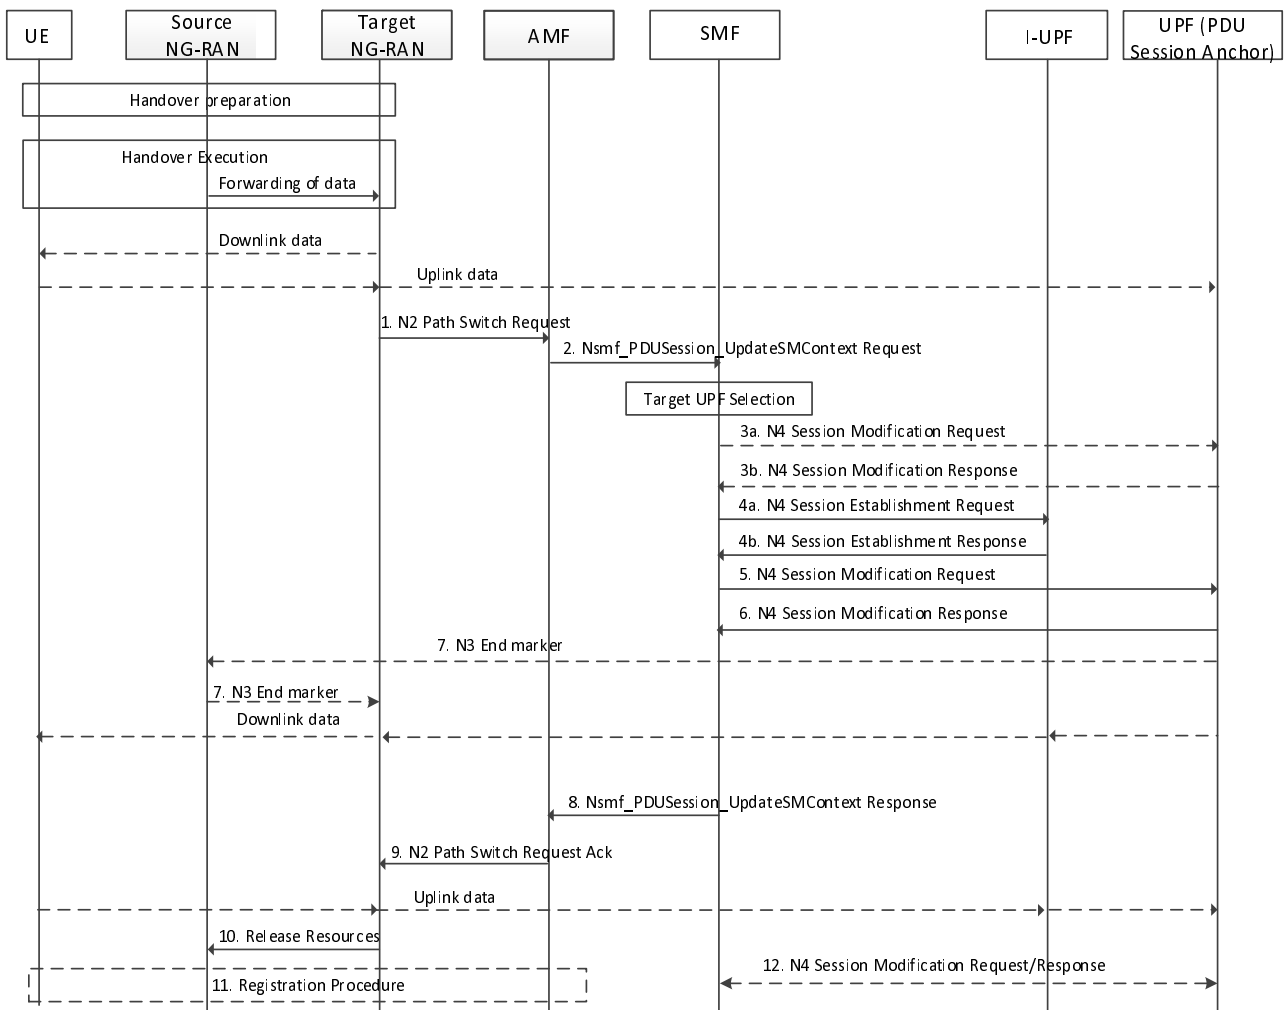 UE
Source
NG-RAN
Target
NG-RAN
AMF
SMF
I-UPF
UPF (PDU
Session Anchor)
Handover preparation
Handover Execution
Forwarding of data
Downlink data
Uplink data
1. N2 Path Switch Request
2. Nsmf_PDUSession_UpdateSMContext Request
Target UPF Selection
3a. N4 Session Modification Request
3b. N4 Session Modification Response
4a. N4 Session Establishment Request
4b. N4 Session Establishment Response
5. N4 Session Modification Request
6. N4 Session Modification Response
7. N3 End marker
7. N3 End marker
Downlink data
8. Nsmf_PDUSession_UpdateSMContext Response
9. N2 Path Switch Request Ack
Uplink data
10. Release Resources
12. N4 Session Modification Request/Response
11. Registration Procedure